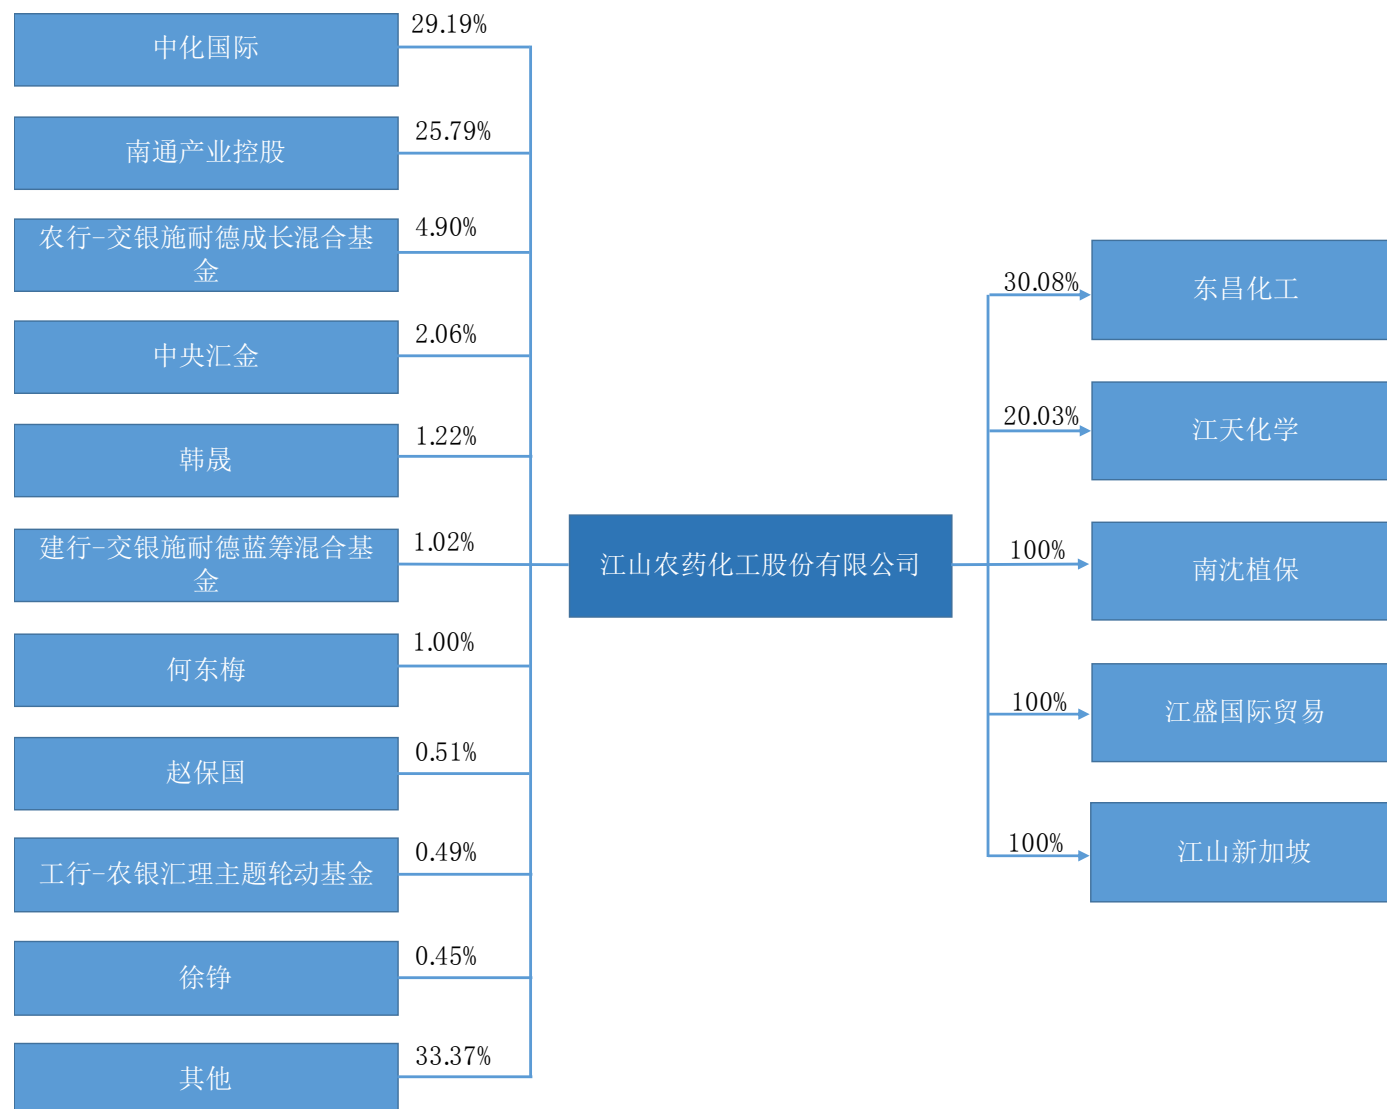 中化国际
29.19%
南通产业控股
25.79%
农行-交银施耐德成长混合基
金
4.90%
中央汇金
2.06%
韩晟
1.22%
建行-交银施耐德蓝筹混合基
金
1.02%
何东梅
1.00%
赵保国
0.51%
工行-农银汇理主题轮动基金
0.49%
徐铮
0.45%
其他
33.37%
江山农药化工股份有限公司
30.08%
东昌化工
20.03%
江天化学
100%
南沈植保
100%
江盛国际贸易
100%
江山新加坡